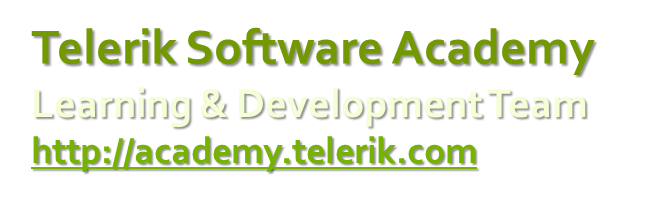 Telerik Software Academy
Learning & Development Team
http://academy.telerik.com